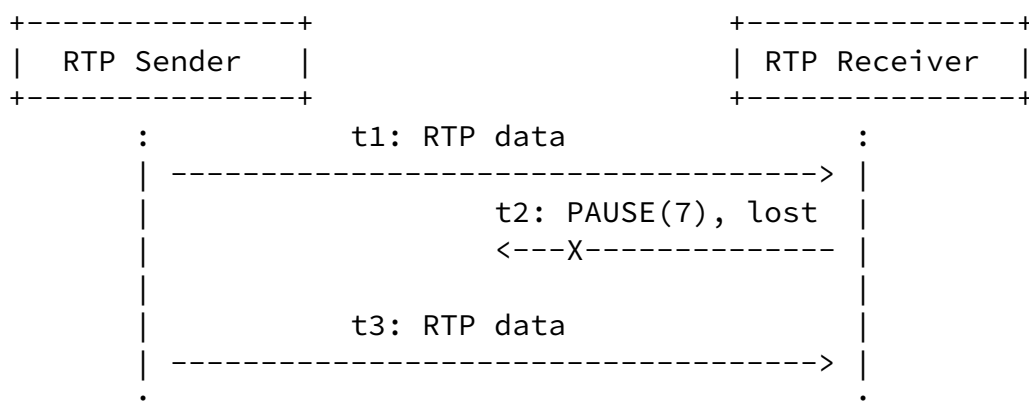 RTP Sender RTP Receiver
t1: RTP data
t2: PAUSE(7), lost
X
t3: RTP data